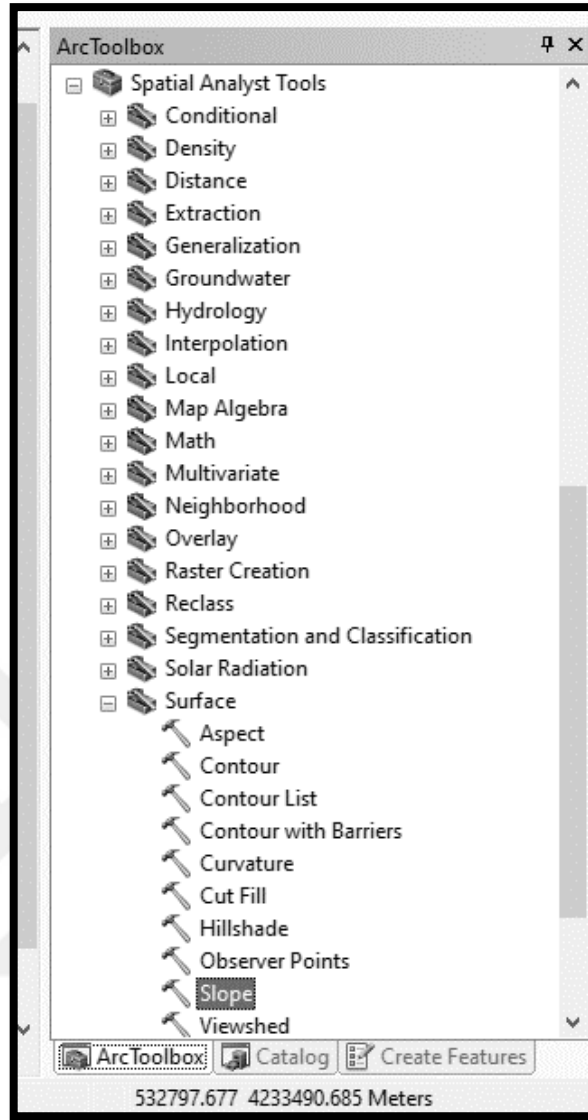 ArcToolbox
Spatial Analyst Tools
Conditional
Density
Distance
Extraction
Generalization
Groundwater
Hydrology
Interpolation
Local
Map Algebra
Math
Multivariate
Neighborhood
Overlay
Raster Creation
Reclass
Segmentation and Classification
Solar Radiation
Surface
Aspect
Contour
Contour List
Contour with Barriers
Curvature
Cut Fill
Hillshade
Observer Points
Slope
Viewshed
ArcToolbox Catalog Create Features
532797.677 4233490.685 Meters